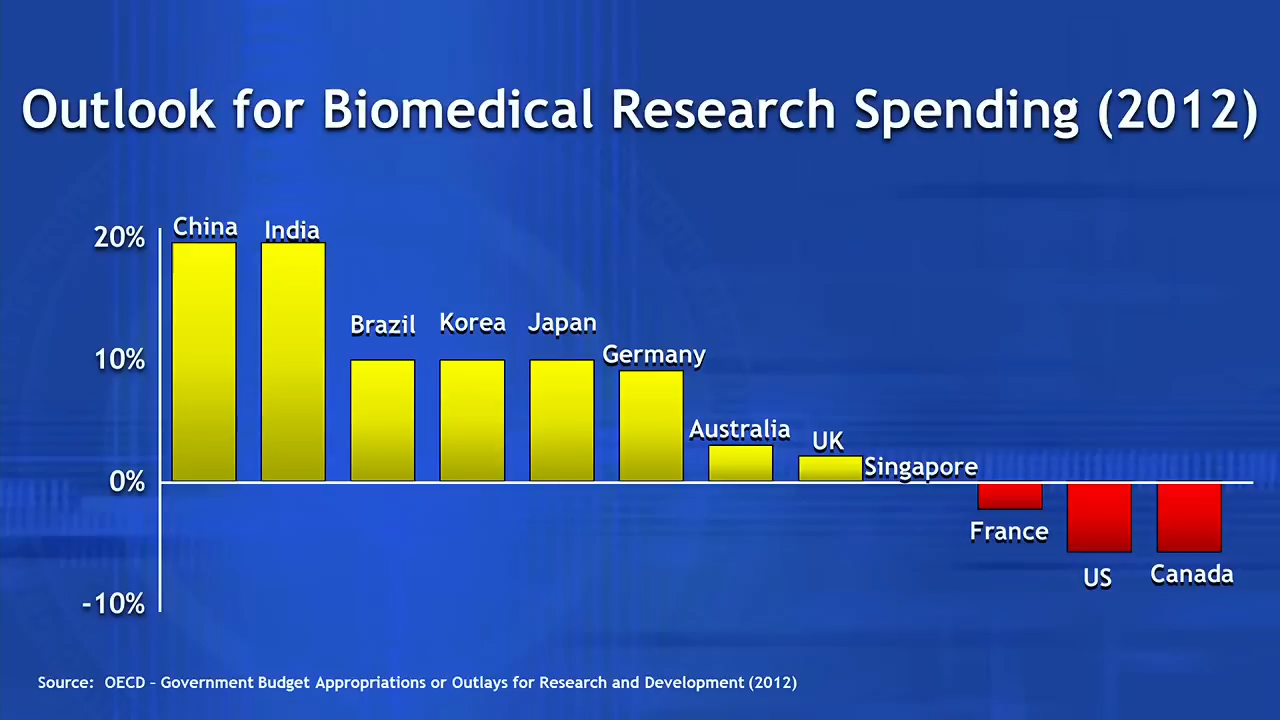 Outlook for Biomedical Research Spending (2012)
20%
10%
0%
-10%
China
India
Brazil
Korea
Japan
Germany
Australia
UK
Singapore
France
US
Canada
Source: OECD – Government Budget Appropriations or Outlays for Research and Development (2012)